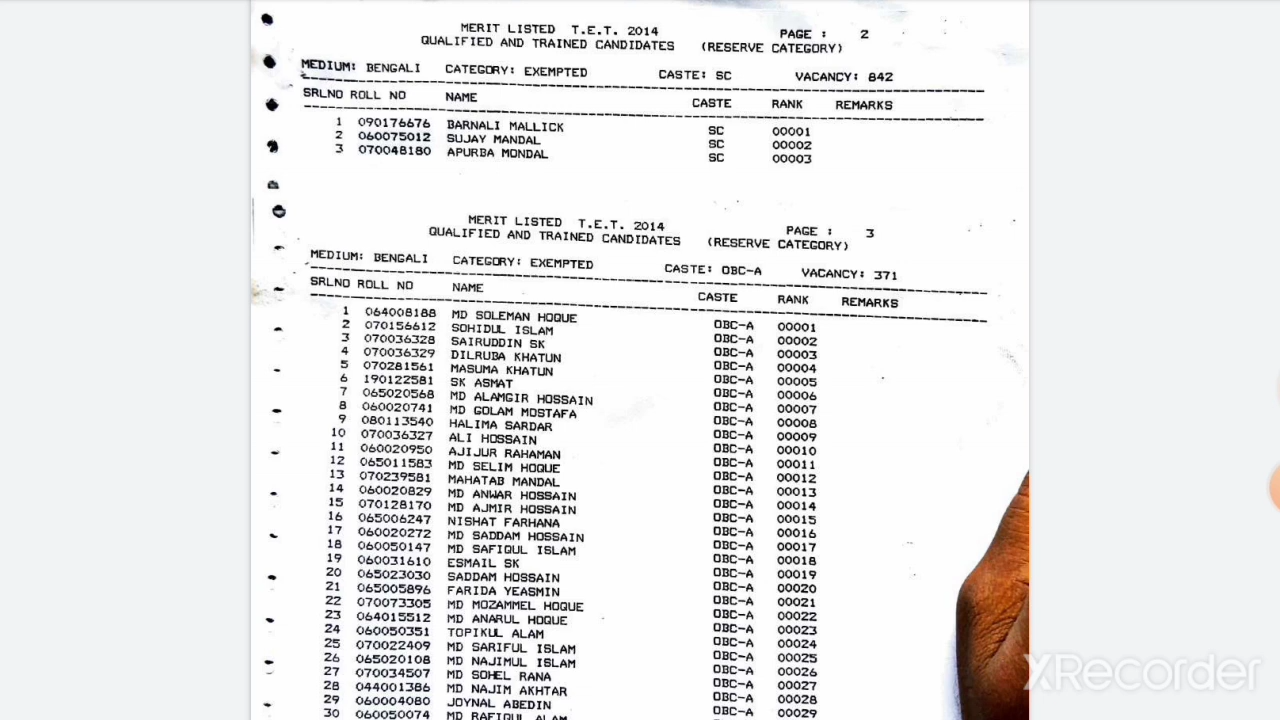 MERIT LISTED T.E.T. 2014 PAGE : 2
QUALIFIED AND TRAINED CANDIDATES (RESERVE CATEGORY)
MEDIUM: BENGALI CATEGORY: EXEMPTED CASTE: SC VACANCY: 842
SRLNO ROLL NO NAME CASTE RANK REMARKS
1 090176676 BARNALI MALLICK SC 00001
2 060075012 SUJAY MANDAL SC 00002
3 070048180 APURBA MONDAL SC 00003
MERIT LISTED T.E.T. 2014 PAGE : 3
QUALIFIED AND TRAINED CANDIDATES (RESERVE CATEGORY)
MEDIUM: BENGALI CATEGORY: EXEMPTED CASTE: OBC-A VACANCY: 371
SRLNO ROLL NO NAME CASTE RANK REMARKS
1 064008188 MD SOLEMAN HOQUE OBC-A 00001
2 070156612 SOHIDUL ISLAM OBC-A 00002
3 070036328 SAIRUDDIN SK OBC-A 00003
4 070036329 DILRUBA KHATUN OBC-A 00004
5 070281561 MASUMA KHATUN OBC-A 00005
6 190122581 SK ASMAT OBC-A 00006
7 065020568 MD ALAMGIR HOSSAIN OBC-A 00007
8 060020741 MD GOLAM MOSTAFA OBC-A 00008
9 080113540 HALIMA SARDAR OBC-A 00009
10 070036327 ALI HOSSAIN OBC-A 00010
11 060020950 AJIJUR RAHAMAN OBC-A 00011
12 065011583 MD SELIM HOQUE OBC-A 00012
13 070239581 MAHATAB MANDAL OBC-A 00013
14 060020829 MD ANWAR HOSSAIN OBC-A 00014
15 070128170 MD AJMIR HOSSAIN OBC-A 00015
16 065006247 NISHAT FARHANA OBC-A 00016
17 060020272 MD SADDAM HOSSAIN OBC-A 00017
18 060050147 MD SAFIQUL ISLAM OBC-A 00018
19 060031610 ESMAIL SK OBC-A 00019
20 065023030 SADDAM HOSSAIN OBC-A 00020
21 065005896 FARIDA YEASMIN OBC-A 00021
22 070073305 MD MOZAMMEL HOQUE OBC-A 00022
23 064015512 MD ANARUL HOQUE OBC-A 00023
24 060050351 TOPIKUL ALAM OBC-A 00024
25 070022409 MD SARIFUL ISLAM OBC-A 00025
26 065020108 MD NAJIMUL ISLAM OBC-A 00026
27 070034507 MD SOHEL RANA OBC-A 00027
28 044001386 MD NAJIM AKHTAR OBC-A 00028
29 060004080 JOYNAL ABEDIN OBC-A 00029
30 060050074 MD RAFIQUL ALAM
XRecorder